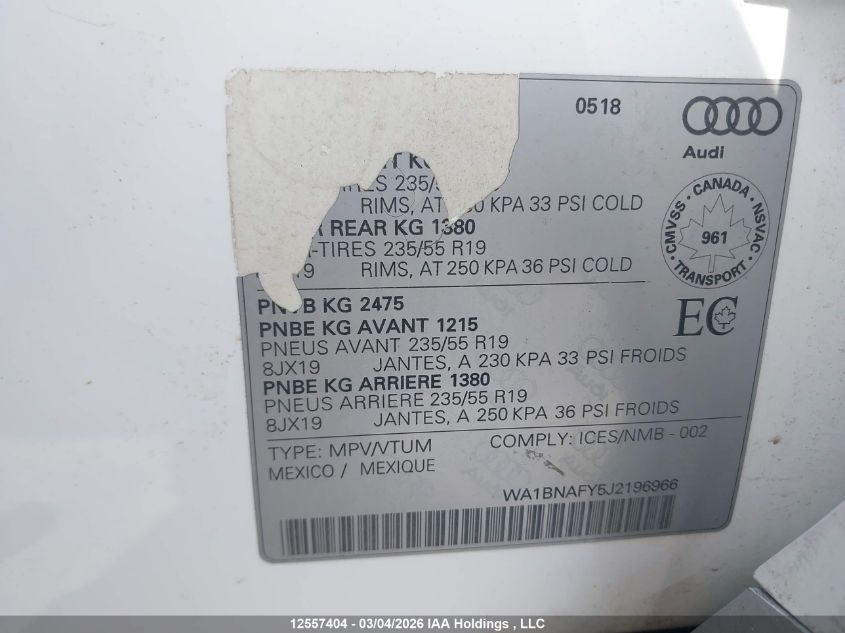 0518
Audi
CMVSS · CANADA · NSVAC · TRANSPORT ·
961
235/
RIMS, AT 0 KPA 33 PSI COLD
REAR KG 1380
-TIRES 235/55 R19
19 RIMS, AT 250 KPA 36 PSI COLD
B KG 2475
PNBE KG AVANT 1215
PNEUS AVANT 235/55 R19
8JX19 JANTES, A 230 KPA 33 PSI FROIDS
PNBE KG ARRIERE 1380
PNEUS ARRIERE 235/55 R19
8JX19 JANTES, A 250 KPA 36 PSI FROIDS
EC
TYPE: MPV/VTUM COMPLY: ICES/NMB - 002
MEXICO / MEXIQUE
WA1BNAFY5J2196966
12557404 - 03/04/2026 IAA Holdings , LLC